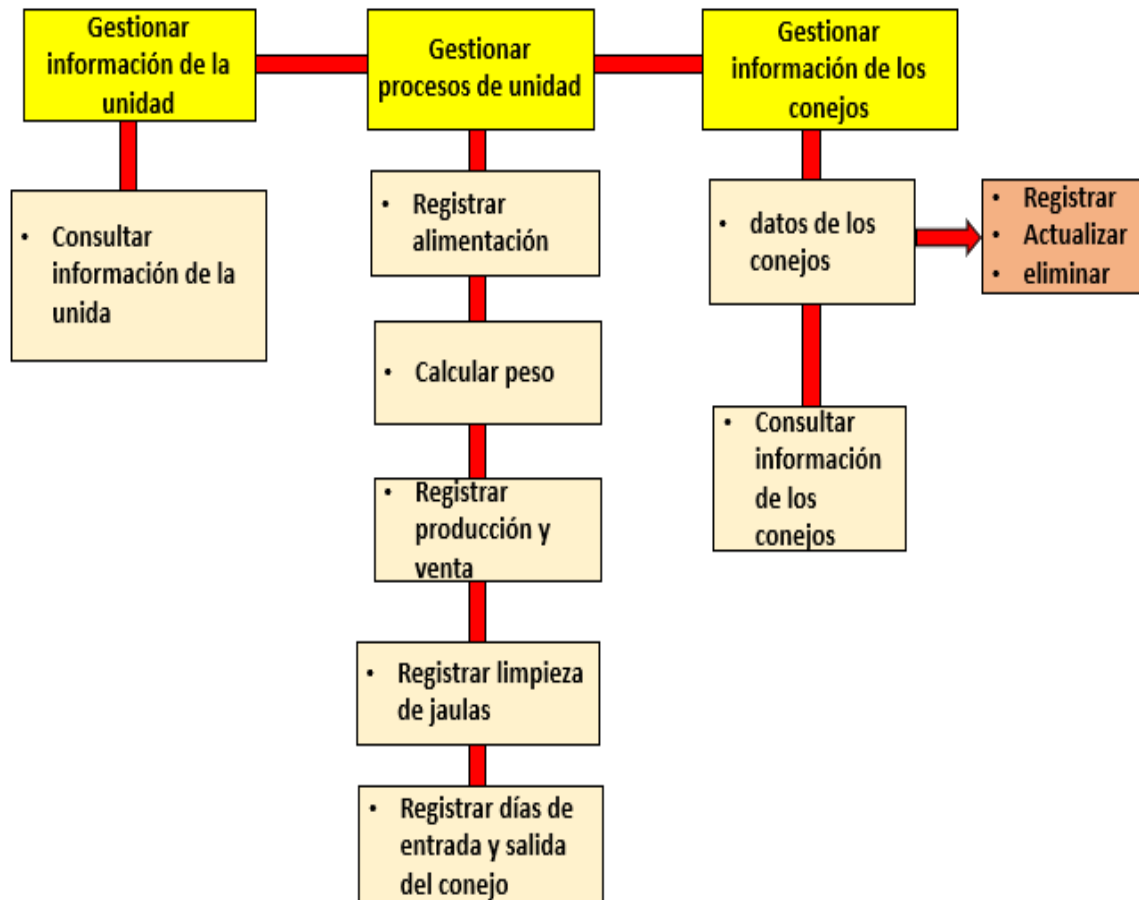 Gestionar
información de la
unidad
Gestionar
procesos de unidad
Gestionar
información de los
conejos
• Consultar
información de la
unida
• Registrar
alimentación
• Calcular peso
• Registrar
producción y
venta
• Registrar limpieza
de jaulas
• Registrar días de
entrada y salida
del conejo
• datos de los
conejos
• Registrar
• Actualizar
• eliminar
• Consultar
información
de los
conejos